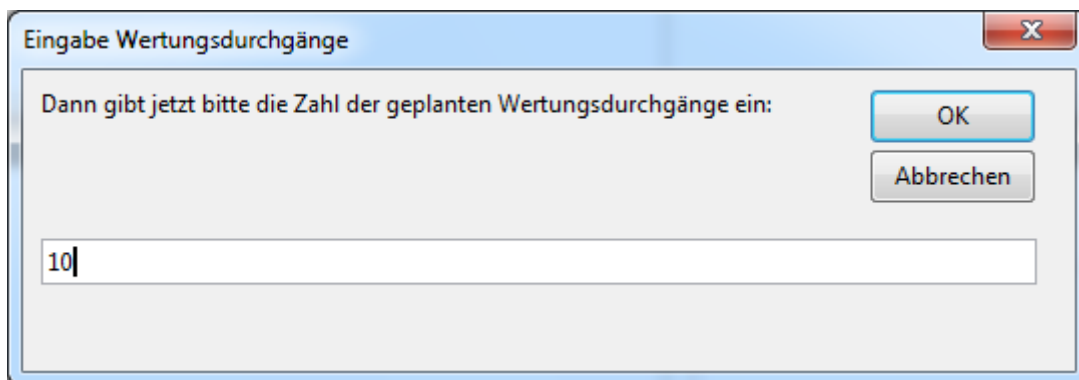 Eingabe Wertungsdurchgänge
Dann gibt jetzt bitte die Zahl der geplanten Wertungsdurchgänge ein:
OK
Abbrechen
10